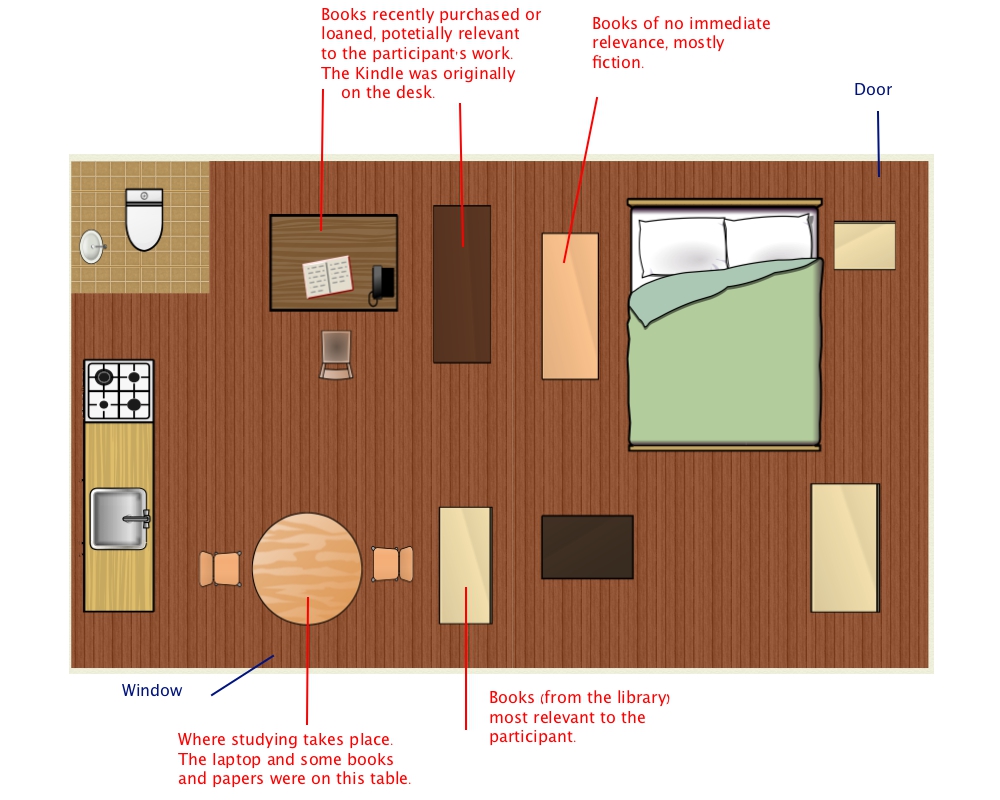 Books recently purchased or
loaned, potetially relevant
to the participant's work.
The Kindle was originally
on the desk.
Books of no immediate
relevance, mostly
fiction.
Door
Window
Books (from the library)
most relevant to the
participant.
Where studying takes place.
The laptop and some books
and papers were on this table.